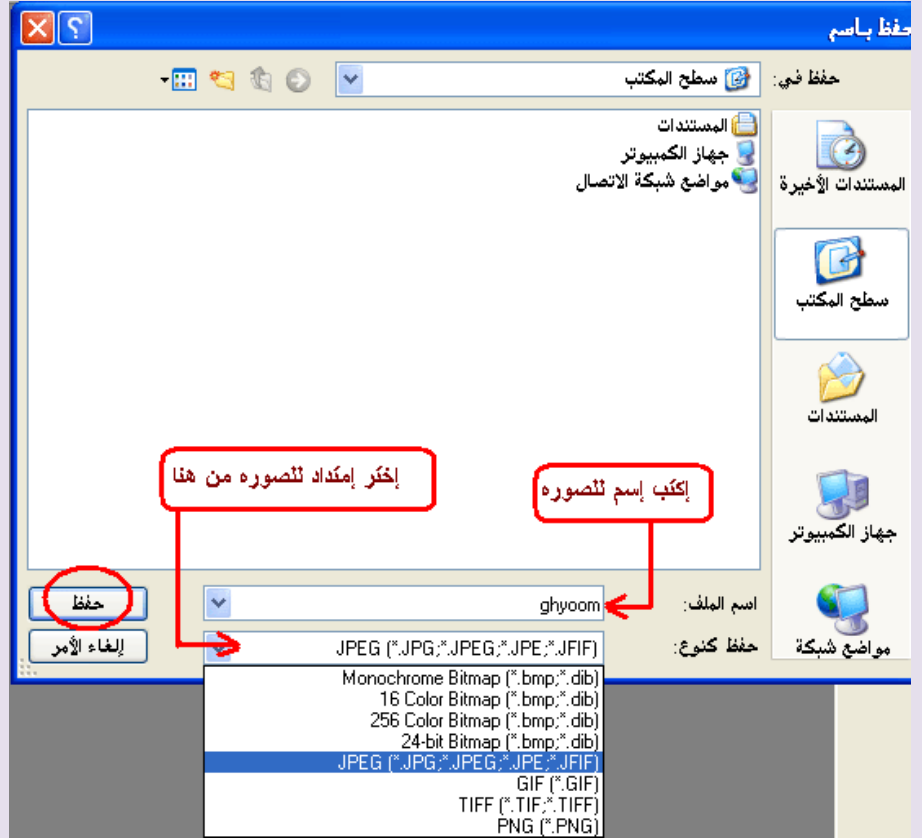 حفظ باسم
حفظ في:
سطح المكتب
المستندات
جهاز الكمبيوتر
مواضع شبكة الاتصال
المستندات الأخيرة
سطح المكتب
المستندات
جهاز الكمبيوتر
مواضع شبكة
إكتب إسم للصوره
إختر إمتداد للصوره من هنا
اسم الملف:
ghyoom
حفظ
حفظ كنوع:
JPEG (*.JPG;*.JPEG;*.JPE;*.JFIF)
إلغاء الأمر
Monochrome Bitmap (*.bmp;*.dib)
16 Color Bitmap (*.bmp;*.dib)
256 Color Bitmap (*.bmp;*.dib)
24-bit Bitmap (*.bmp;*.dib)
JPEG (*.JPG;*.JPEG;*.JPE;*.JFIF)
GIF (*.GIF)
TIFF (*.TIF;*.TIFF)
PNG (*.PNG)